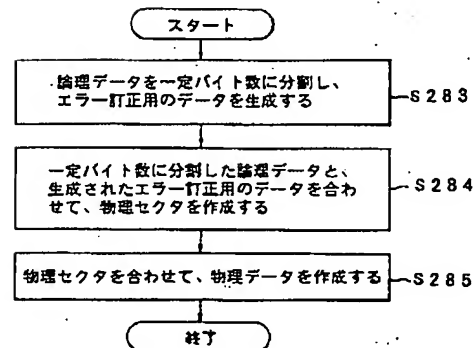 スタート
論理データを一定バイト数に分割し、
エラー訂正用のデータを生成する
S283
一定バイト数に分割した論理データと、
生成されたエラー訂正用のデータを合わ
せて、物理セクタを作成する
S284
物理セクタを合わせて、物理データを作成する
S285
終了